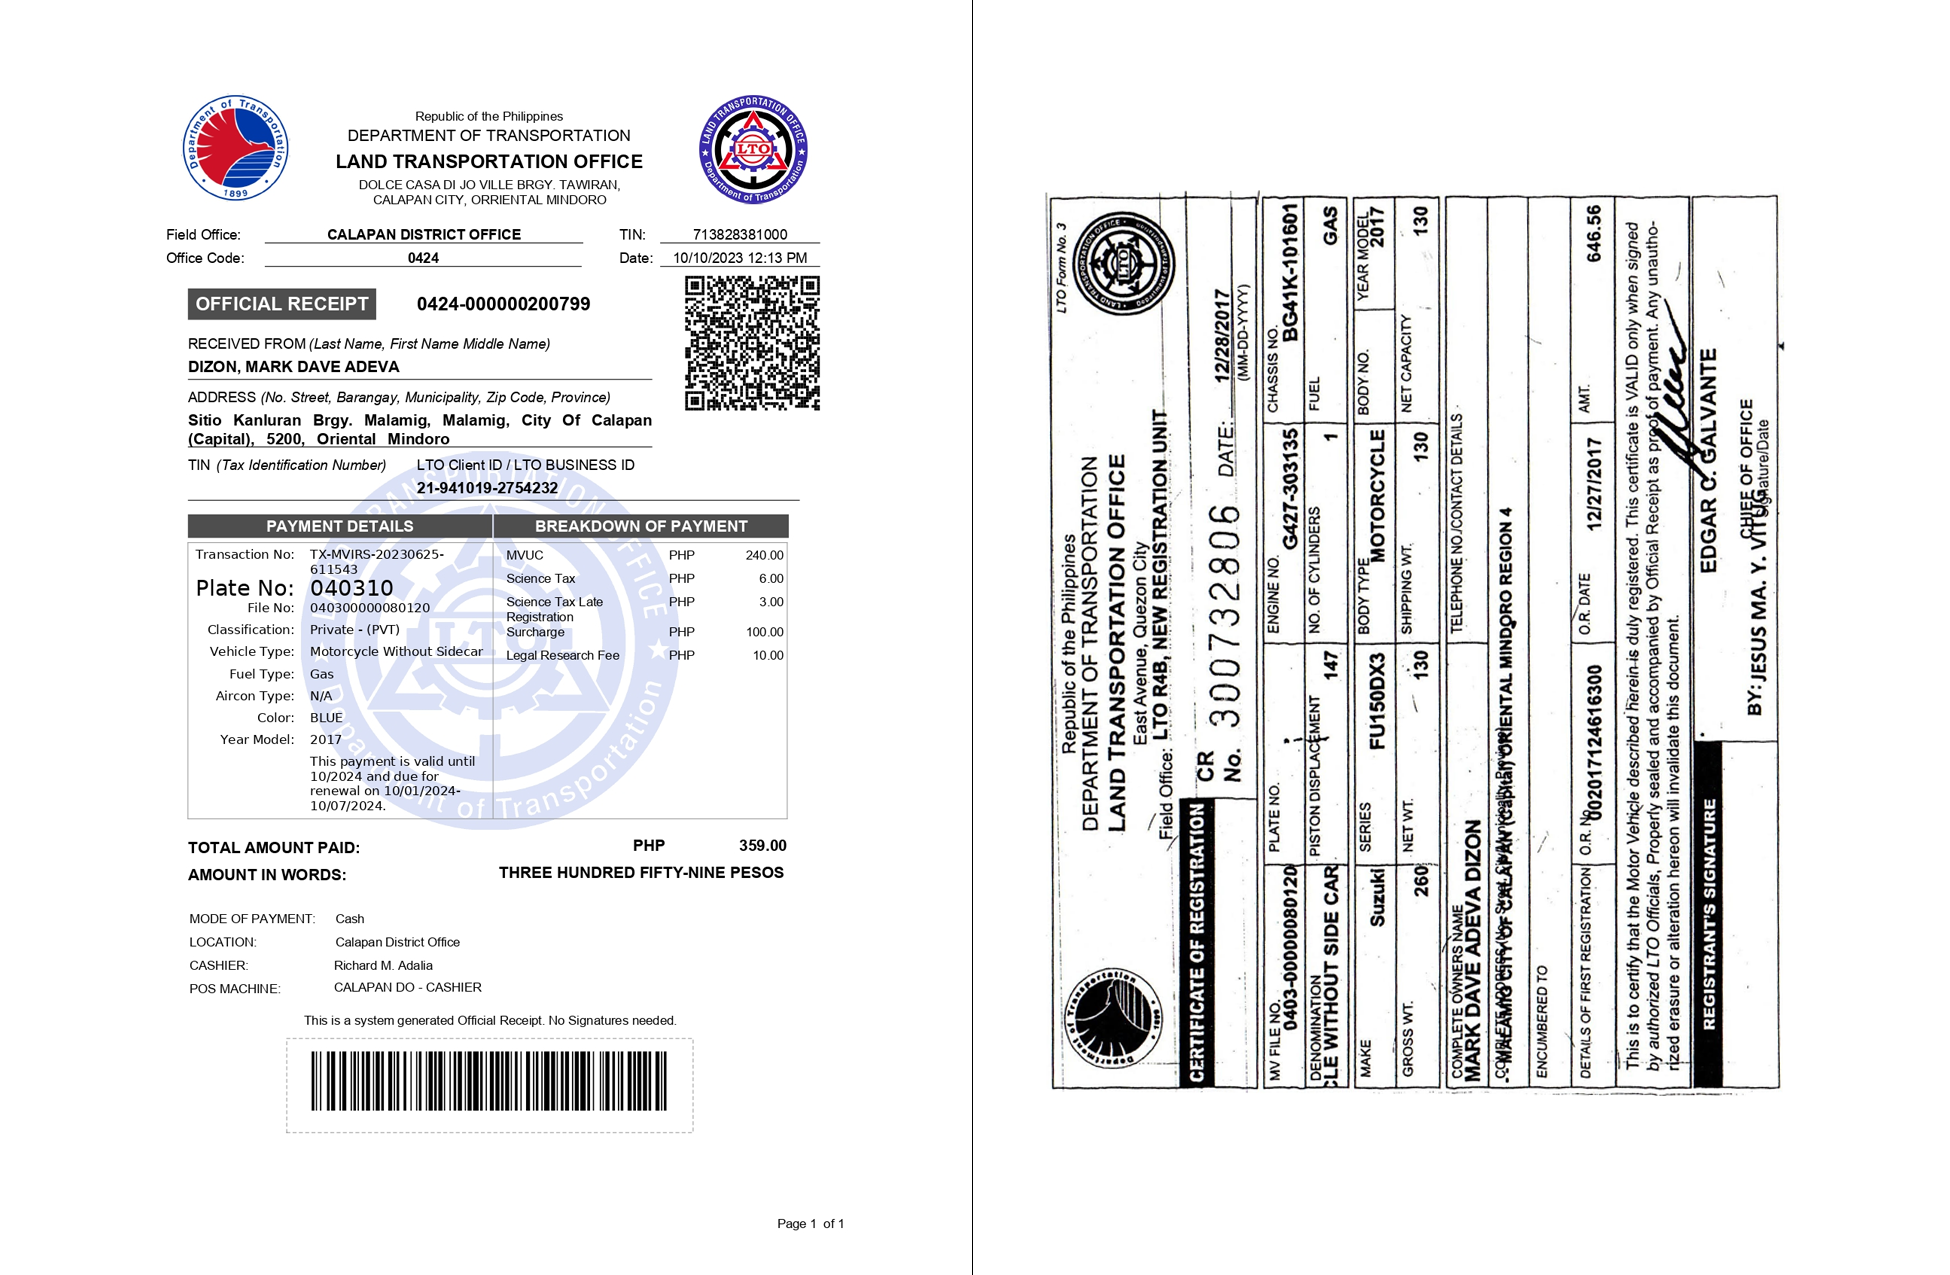 Republic of the Philippines
DEPARTMENT OF TRANSPORTATION
LAND TRANSPORTATION OFFICE
DOLCE CASA DI JO VILLE BRGY. TAWIRAN,
CALAPAN CITY, ORRIENTAL MINDORO
Department of Transportation
1899
LAND TRANSPORTATION OFFICE
LTO
Department of Transportation
Field Office: CALAPAN DISTRICT OFFICE TIN: 713828381000
Office Code: 0424 Date: 10/10/2023 12:13 PM
OFFICIAL RECEIPT 0424-000000200799
RECEIVED FROM (Last Name, First Name Middle Name)
DIZON, MARK DAVE ADEVA
ADDRESS (No. Street, Barangay, Municipality, Zip Code, Province)
Sitio Kanluran Brgy. Malamig, Malamig, City Of Calapan
(Capital), 5200, Oriental Mindoro
TIN (Tax Identification Number) LTO Client ID / LTO BUSINESS ID
21-941019-2754232
PAYMENT DETAILS BREAKDOWN OF PAYMENT
Transaction No: TX-MVIRS-20230625-
611543
Plate No: 040310
File No: 040300000080120
Classification: Private - (PVT)
Vehicle Type: Motorcycle Without Sidecar
Fuel Type: Gas
Aircon Type: N/A
Color: BLUE
Year Model: 2017
This payment is valid until
10/2024 and due for
renewal on 10/01/2024-
10/07/2024.
MVUC PHP 240.00
Science Tax PHP 6.00
Science Tax Late PHP 3.00
Registration
Surcharge PHP 100.00
Legal Research Fee PHP 10.00
TOTAL AMOUNT PAID: PHP 359.00
AMOUNT IN WORDS: THREE HUNDRED FIFTY-NINE PESOS
MODE OF PAYMENT: Cash
LOCATION: Calapan District Office
CASHIER: Richard M. Adalia
POS MACHINE: CALAPAN DO - CASHIER
This is a system generated Official Receipt. No Signatures needed.
Page 1 of 1
LTO Form No. 3
Republic of the Philippines
DEPARTMENT OF TRANSPORTATION
LAND TRANSPORTATION OFFICE
East Avenue, Quezon City
Field Office: LTO R4B, NEW REGISTRATION UNIT
CERTIFICATE OF REGISTRATION
CR
No. 300732806 DATE: 12/28/2017
(MM-DD-YYYY)
MV FILE NO. PLATE NO. ENGINE NO. CHASSIS NO.
0403-00000080120 G427-303135 BG41K-101601
DENOMINATION PISTON DISPLACEMENT NO. OF CYLINDERS FUEL
CLE WITHOUT SIDE CAR 147 1 GAS
MAKE SERIES BODY TYPE BODY NO. YEAR MODEL
Suzuki FU150DX3 MOTORCYCLE 2017
GROSS WT. NET WT. SHIPPING WT. NET CAPACITY
260 130 130 130
COMPLETE OWNERS NAME TELEPHONE NO./CONTACT DETAILS
MARK DAVE ADEVA DIZON
MALAMIG CITY OF CALAPAN (Capital) ORIENTAL MINDORO REGION 4
ENCUMBERED TO
DETAILS OF FIRST REGISTRATION O.R. No. O.R. DATE AMT.
002017124616300 12/27/2017 646.56
This is to certify that the Motor Vehicle described herein is duly registered. This certificate is VALID only when signed
by authorized LTO Officials, Properly sealed and accompanied by Official Receipt as proof of payment. Any unautho-
rized erasure or alteration hereon will invalidate this document.
REGISTRANT'S SIGNATURE
EDGAR C. GALVANTE
CHIEF OF OFFICE
Signature/Date
BY: JESUS MA. Y. VITUG